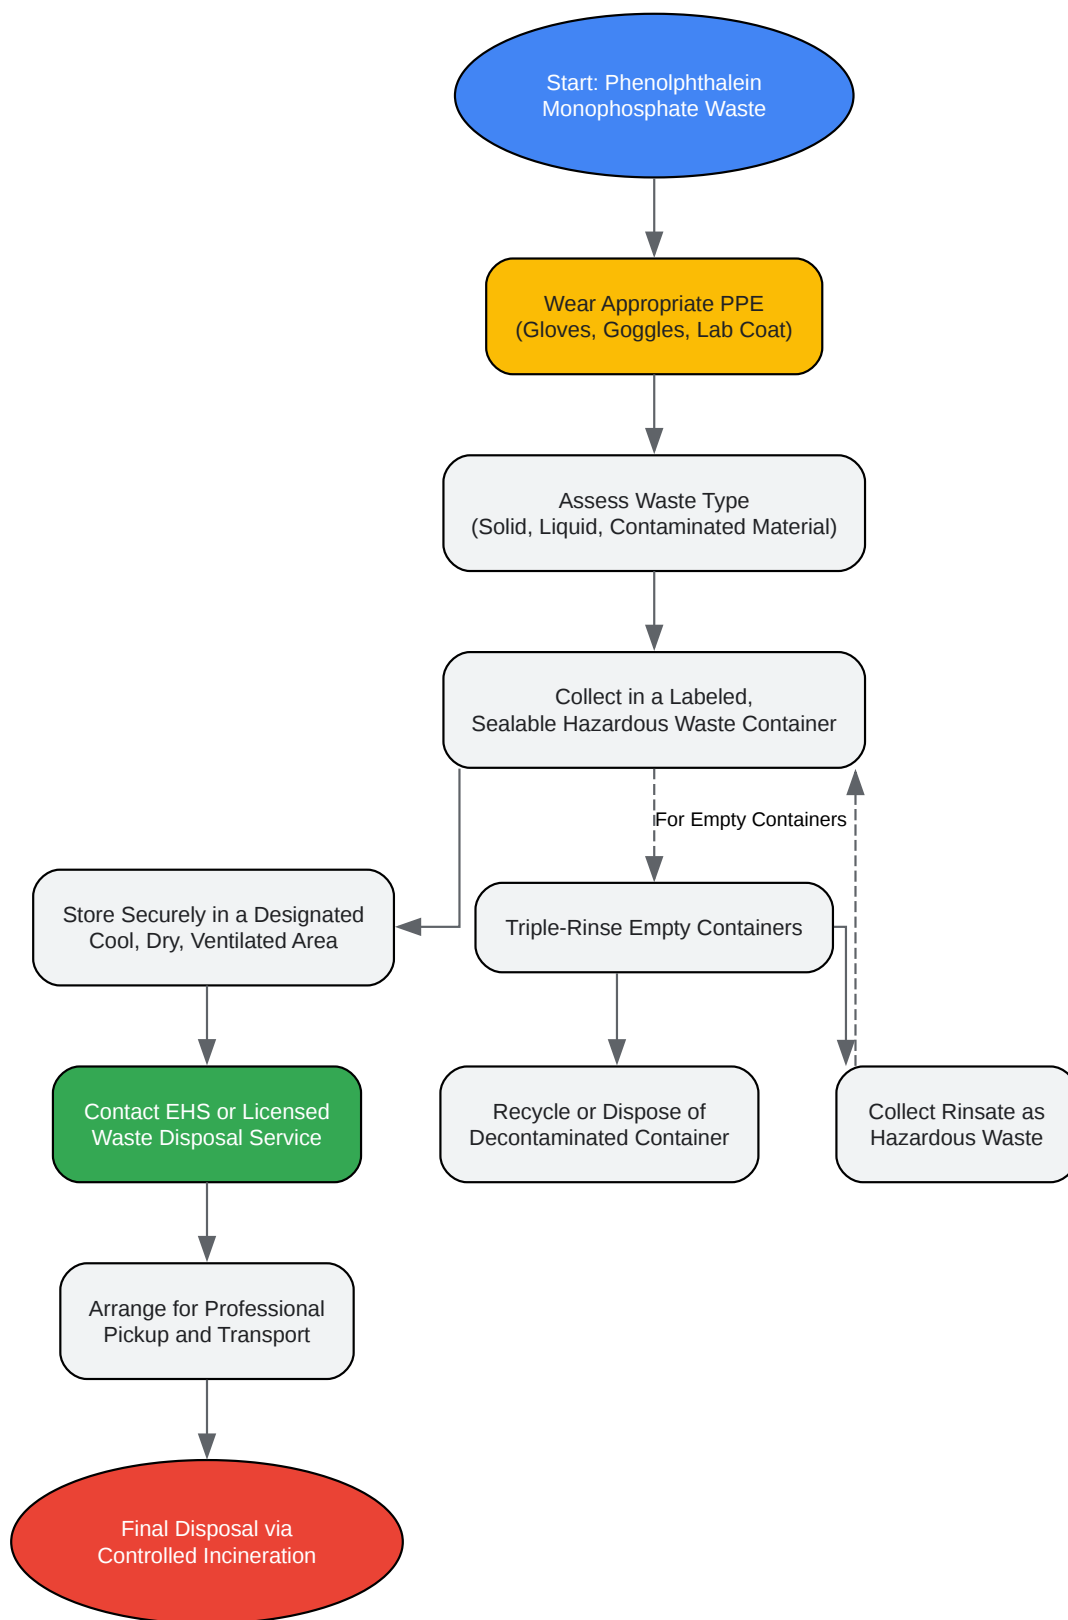 Start: Phenolphthalein
Monophosphate Waste
Wear Appropriate PPE
(Gloves, Goggles, Lab Coat)
Assess Waste Type
(Solid, Liquid, Contaminated Material)
Collect in a Labeled,
Sealable Hazardous Waste Container
For Empty Containers
Store Securely in a Designated
Cool, Dry, Ventilated Area
Triple-Rinse Empty Containers
Contact EHS or Licensed
Waste Disposal Service
Recycle or Dispose of
Decontaminated Container
Collect Rinsate as
Hazardous Waste
Arrange for Professional
Pickup and Transport
Final Disposal via
Controlled Incineration